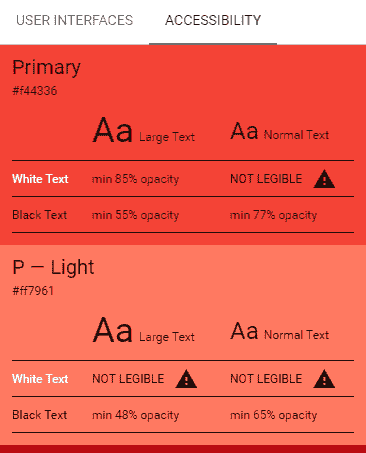 USER INTERFACES ACCESSIBILITY
Primary
#f44336
Aa Large Text Aa Normal Text
White Text min 85% opacity NOT LEGIBLE
Black Text min 55% opacity min 77% opacity
P — Light
#ff7961
Aa Large Text Aa Normal Text
White Text NOT LEGIBLE NOT LEGIBLE
Black Text min 48% opacity min 65% opacity